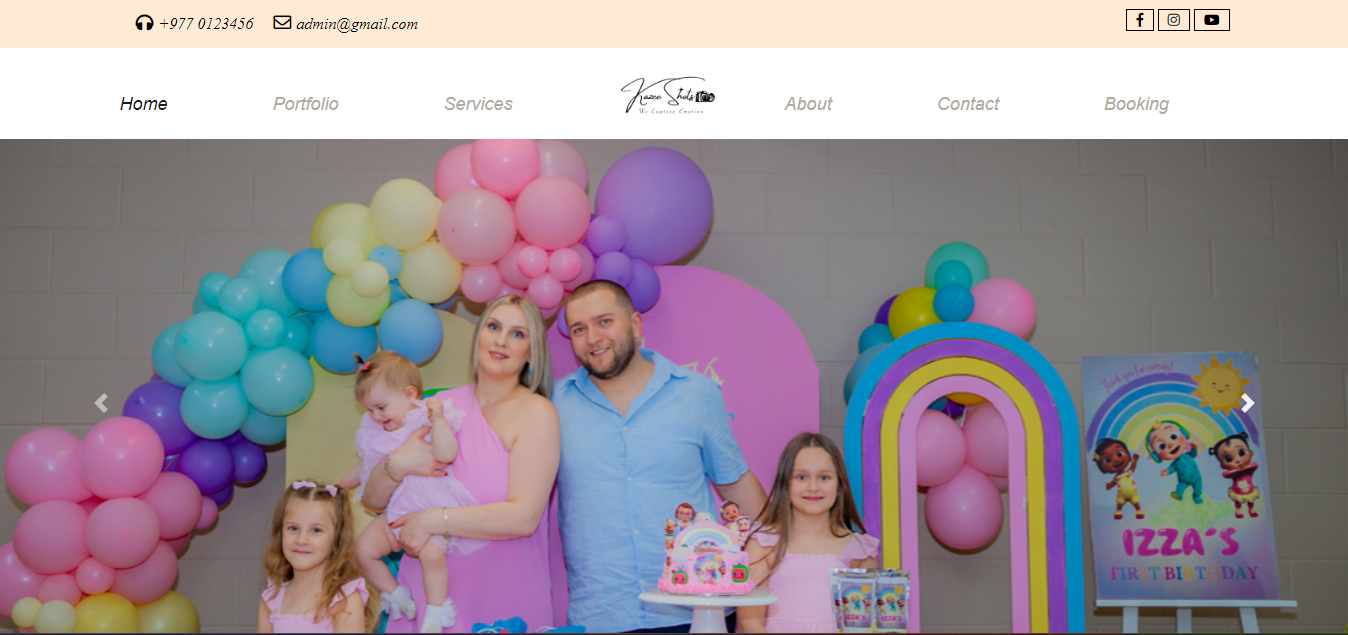 +977 0123456 admin@gmail.com
Home Portfolio Services Kazee Shots About Contact Booking
We Capture Emotion
Thank you for coming!
IZZA'S
FIRST BIRTHDAY
IZZA'S IZZA'S